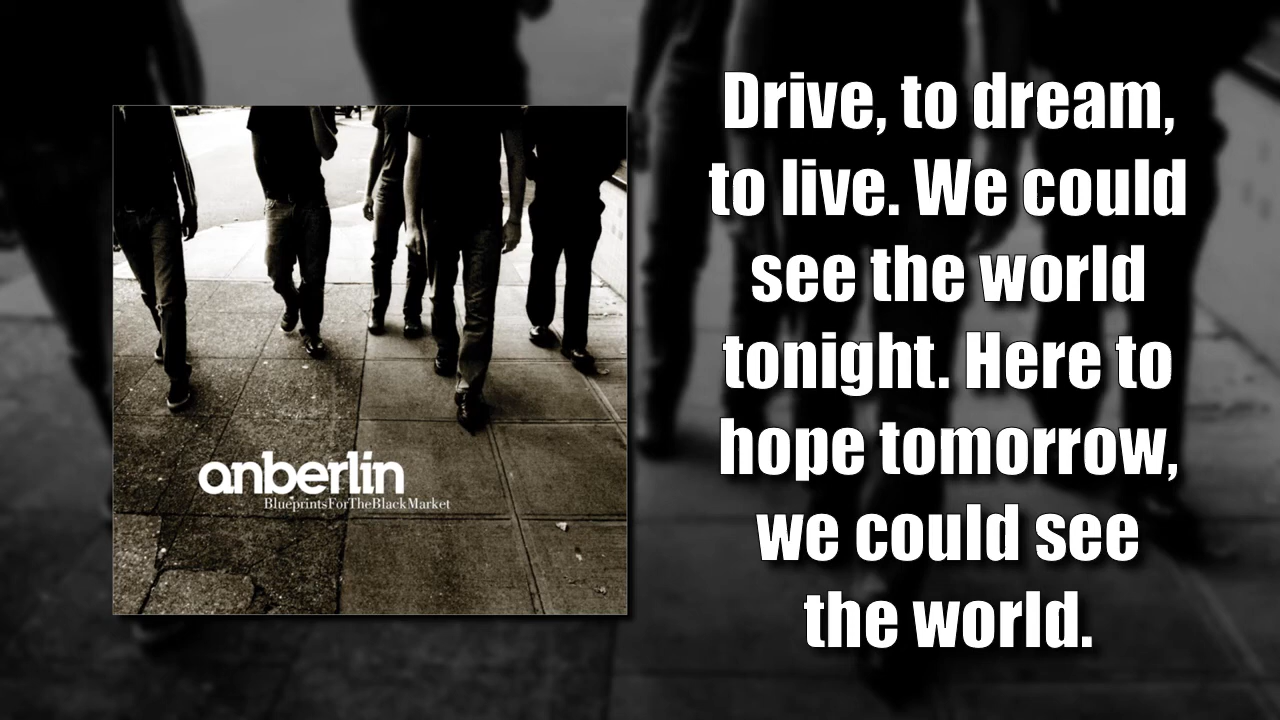 anberlin
BlueprintsForTheBlackMarket
Drive, to dream,
to live. We could
see the world
tonight. Here to
hope tomorrow,
we could see
the world.